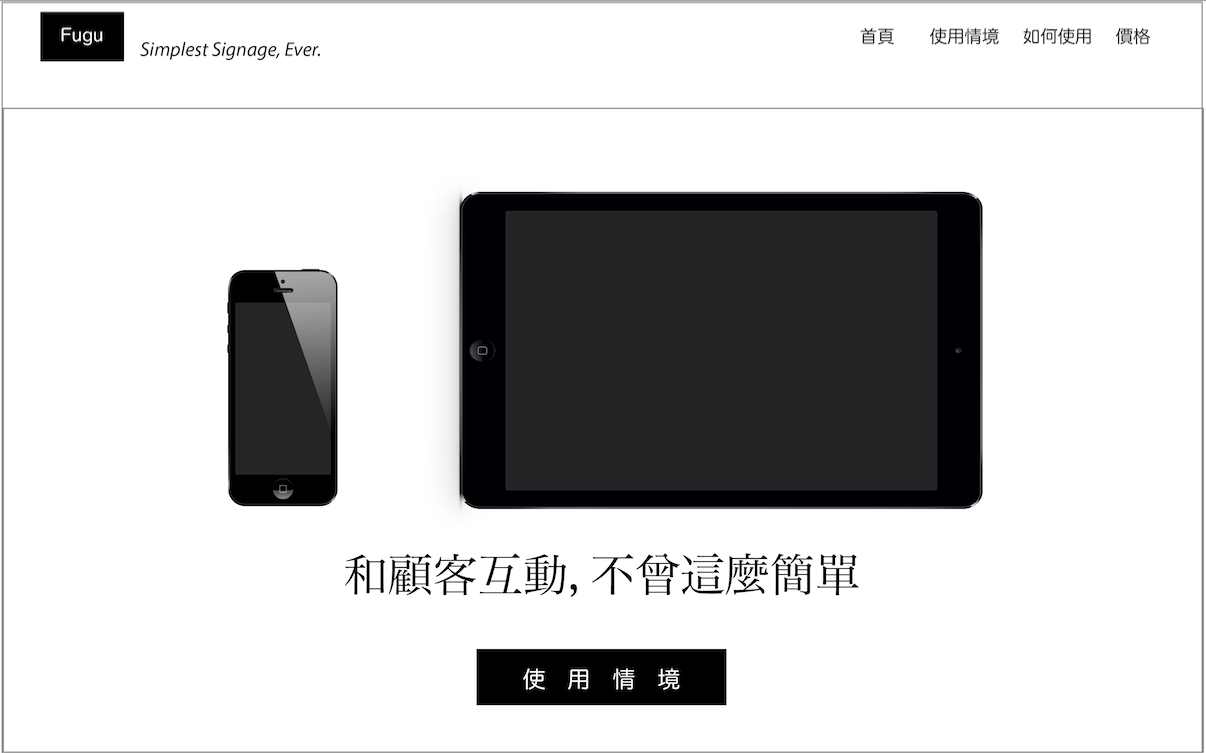 Fugu
Simplest Signage, Ever.
首頁 使用情境 如何使用 價格
和顧客互動, 不曾這麼簡單
使用情境